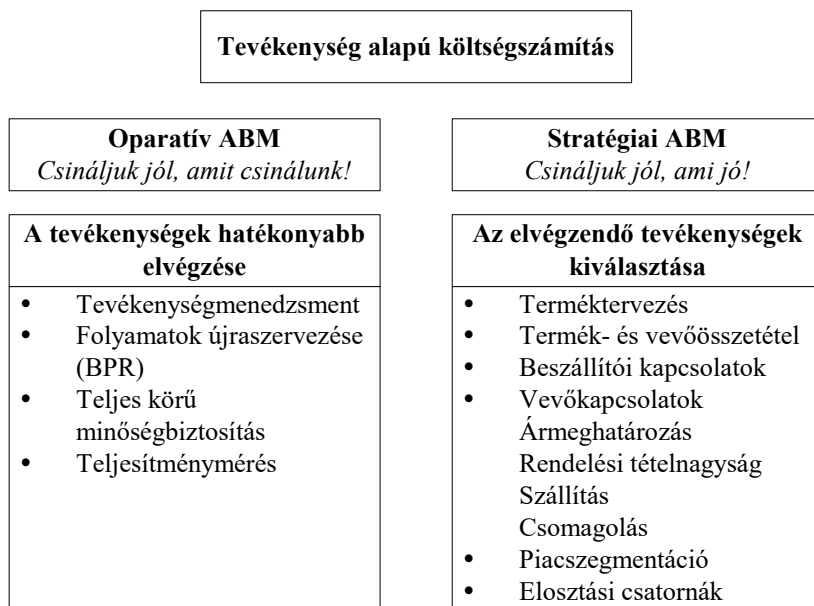 Tevékenység alapú költségszámítás
Oparatív ABM
Csináljuk jól, amit csinálunk!
A tevékenységek hatékonyabb
elvégzése
• Tevékenységmenedzsment
• Folyamatok újraszervezése
(BPR)
• Teljes körű
minőségbiztosítás
• Teljesítménymérés
Stratégiai ABM
Csináljuk jól, ami jó!
Az elvégzendő tevékenységek
kiválasztása
• Terméktervezés
• Termék- és vevőösszetétel
• Beszállítói kapcsolatok
• Vevőkapcsolatok
Ármeghatározás
Rendelési tételnagyság
Szállítás
Csomagolás
• Piacszegmentáció
• Elosztási csatornák